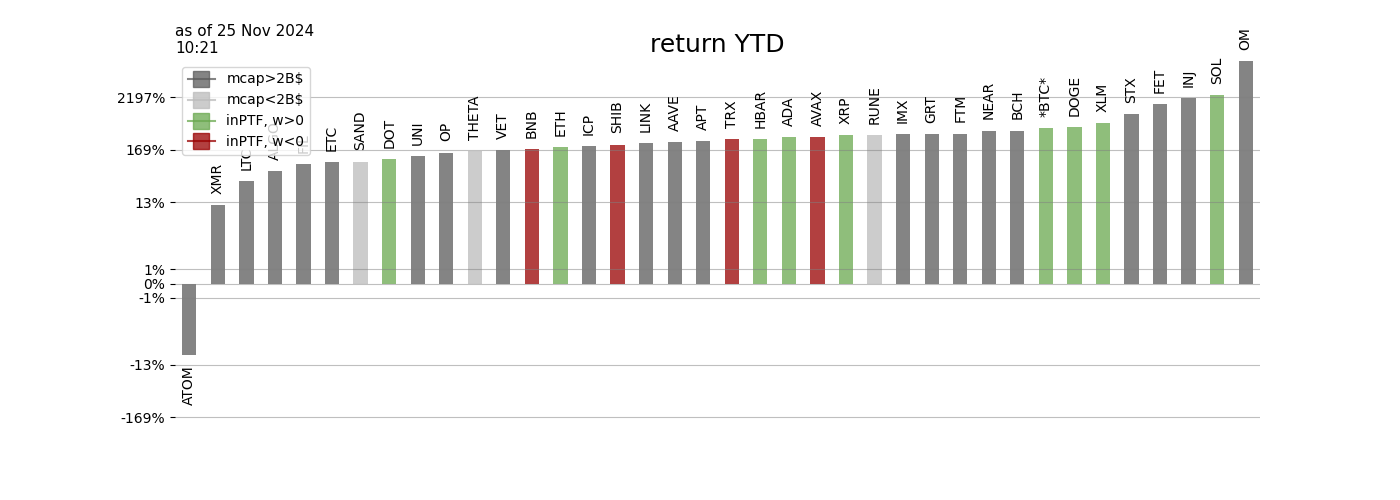 as of 25 Nov 2024
10:21
return YTD
mcap>2B$
mcap<2B$
inPTF, w>0
inPTF, w<0
2197%
169%
13%
1%
0%
-1%
-13%
-169%
ATOM
XMR
ETC
SAND
DOT
UNI
OP
THETA
VET
BNB
ETH
ICP
SHIB
LINK
AAVE
APT
TRX
HBAR
ADA
AVAX
XRP
RUNE
IMX
GRT
FTM
NEAR
BCH
*BTC*
DOGE
XLM
STX
FET
INJ
SOL
OM